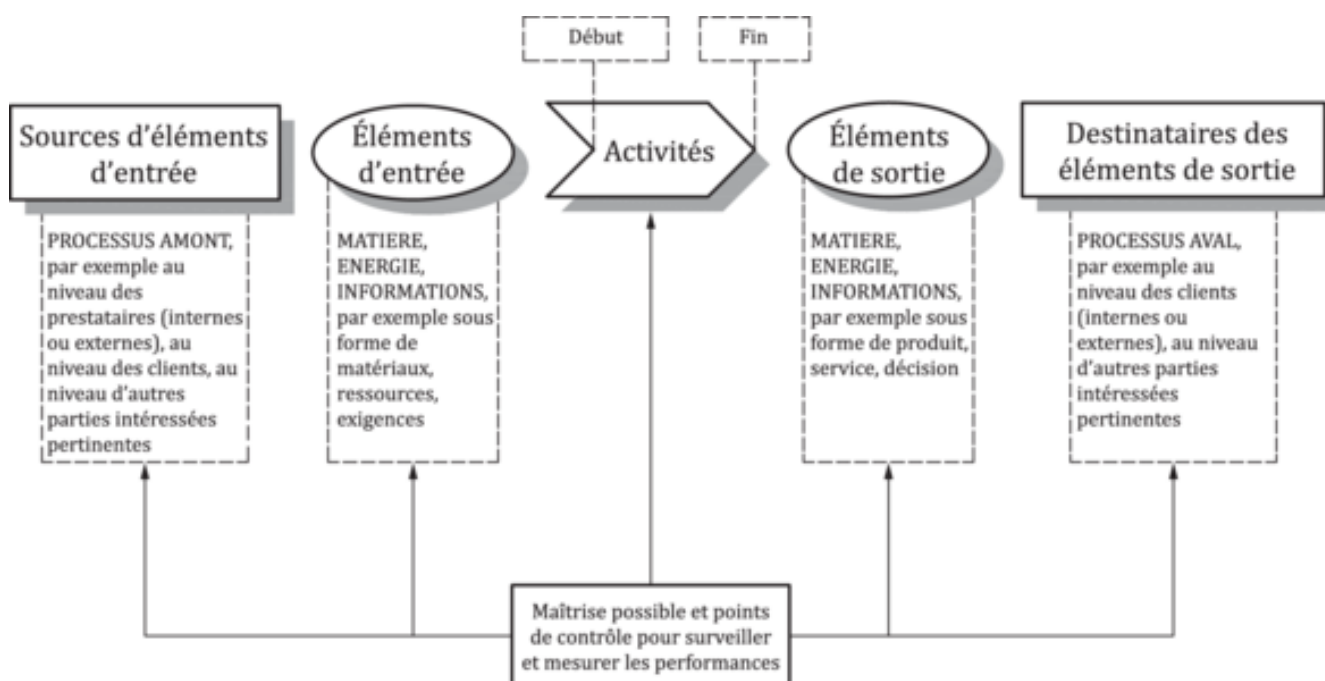 Début
Fin
Sources d'éléments
d'entrée
Éléments
d'entrée
Activités
Éléments
de sortie
Destinataires des
éléments de sortie
PROCESSUS AMONT,
par exemple au
niveau des
prestataires (internes
ou externes), au
niveau des clients, au
niveau d'autres
parties intéressées
pertinentes
MATIERE,
ENERGIE,
INFORMATIONS,
par exemple sous
forme de
matériaux,
ressources,
exigences
MATIERE,
ENERGIE,
INFORMATIONS,
par exemple sous
forme de produit,
service, décision
PROCESSUS AVAL,
par exemple au
niveau des clients
(internes ou
externes), au niveau
d'autres parties
intéressées
pertinentes
Maîtrise possible et points
de contrôle pour surveiller
et mesurer les performances